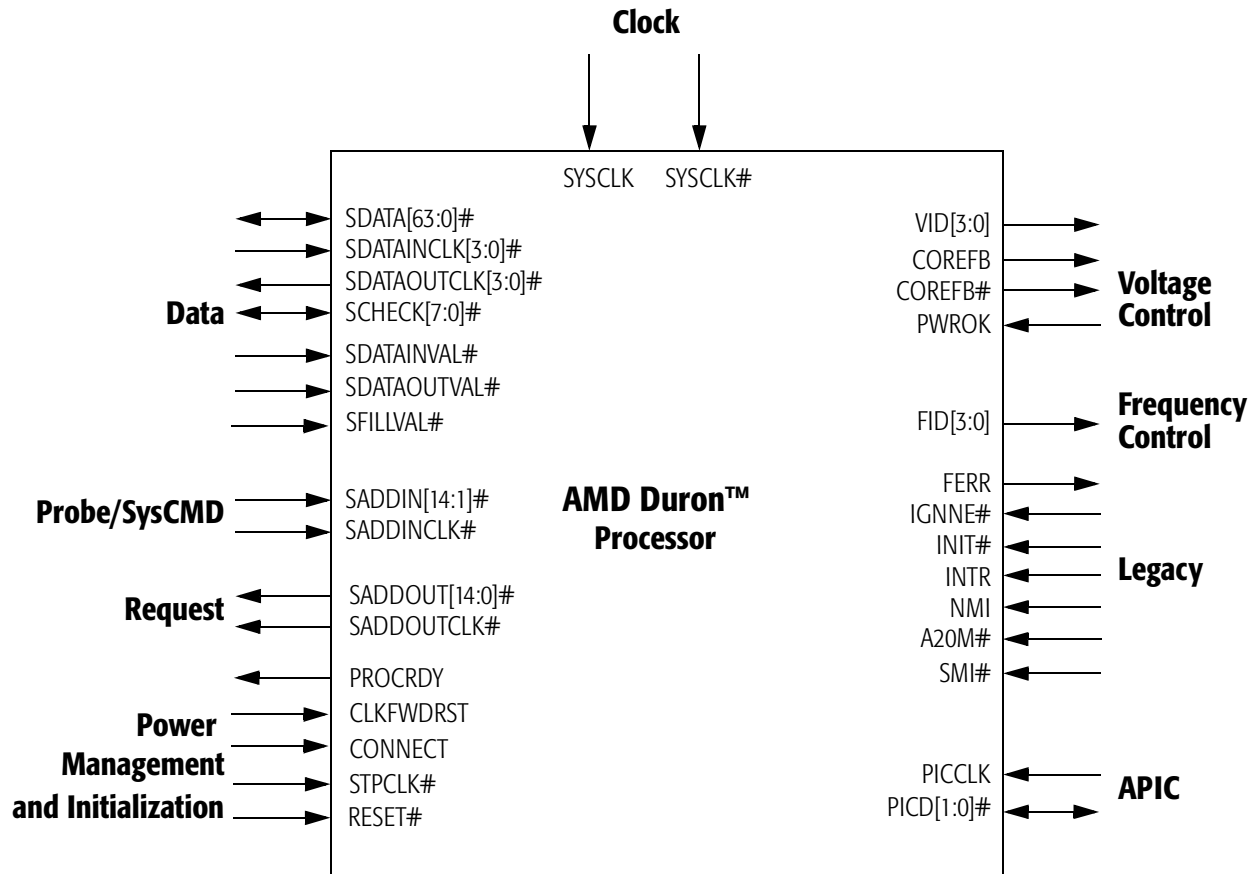 Clock
SYSCLK SYSCLK#
Data
SDATA[63:0]#
SDATAINCLK[3:0]#
SDATAOUTCLK[3:0]#
SCHECK[7:0]#
SDATAINVAL#
SDATAOUTVAL#
SFILLVAL#
Probe/SysCMD
SADDIN[14:1]#
SADDINCLK#
Request
SADDOUT[14:0]#
SADDOUTCLK#
Power
Management
and Initialization
PROCRDY
CLKFWDRST
CONNECT
STPCLK#
RESET#
AMD Duron™
Processor
VID[3:0]
COREFB
COREFB#
PWROK
Voltage
Control
FID[3:0]
Frequency
Control
FERR
IGNNE#
INIT#
INTR
NMI
A20M#
SMI#
Legacy
PICCLK
PICD[1:0]#
APIC